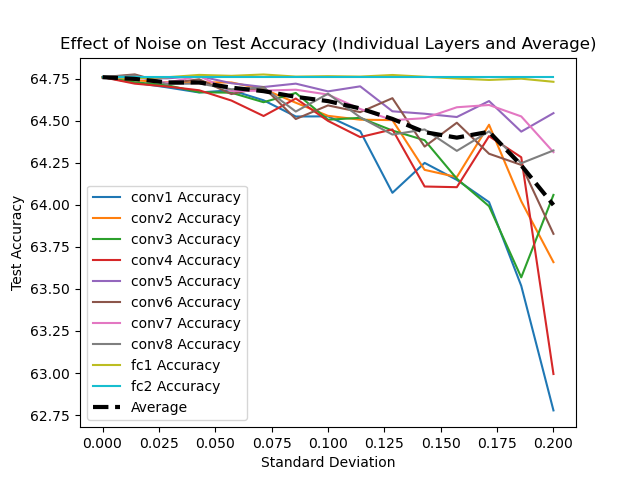 Effect of Noise on Test Accuracy (Individual Layers and Average)
64.75
64.50
64.25
64.00
63.75
63.50
63.25
63.00
62.75
Test Accuracy
conv1 Accuracy
conv2 Accuracy
conv3 Accuracy
conv4 Accuracy
conv5 Accuracy
conv6 Accuracy
conv7 Accuracy
conv8 Accuracy
fc1 Accuracy
fc2 Accuracy
Average
0.000 0.025 0.050 0.075 0.100 0.125 0.150 0.175 0.200
Standard Deviation